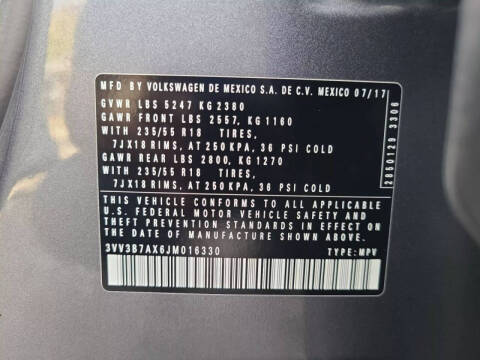 MFD BY VOLKSWAGEN DE MEXICO S.A. DE C.V. MEXICO 07/17
GVWR LBS 5247 KG 2380
GAWR FRONT LBS 2557, KG 1160
WITH 235/55 R18 TIRES,
7JX18 RIMS, AT 250 KPA, 36 PSI COLD
GAWR REAR LBS 2800, KG1270
WITH 235/55 R18 TIRES,
7JX18 RIMS, AT 250 KPA, 36 PSI COLD
THIS VEHICLE CONFORMS TO ALL APPLICABLE
U.S. FEDERAL MOTOR VEHICLE SAFETY AND
THEFT PREVENTION STANDARDS IN EFFECT ON THE
DATE OF MANUFACTURE SHOWN ABOVE.
3VV3B7AX6JM016330 TYPE: MPV
2850128 3306